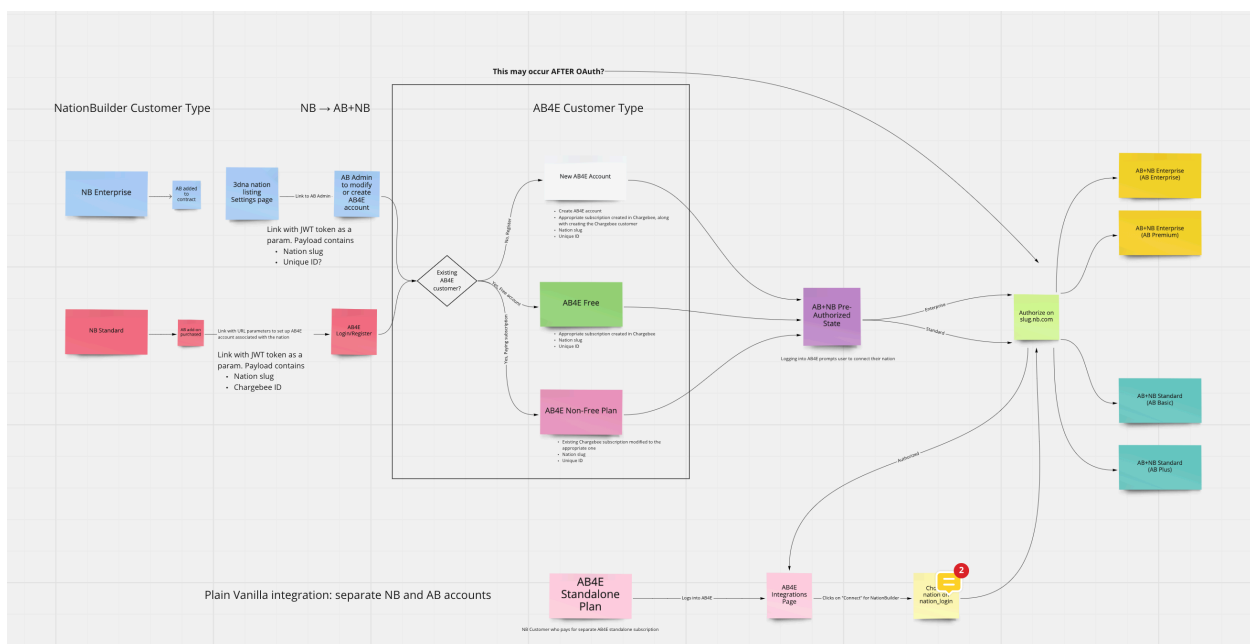 This may occur AFTER OAuth?
NationBuilder Customer Type
NB → AB+NB
AB4E Customer Type
NB Enterprise
AB added
to
contract
3dna nation
listing
Settings page
Link to AB Admin
AB Admin
to modify
or create
AB4E
account
Link with JWT token as a
param. Payload contains
• Nation slug
• Unique ID?
NB Standard
AB add-on
purchased
Link with URL parameters to set up AB4E
account associated with the nation
AB4E
Login/Register
Link with JWT token as a
param. Payload contains
• Nation slug
• Chargebee ID
Existing
AB4E
customer?
No, Register
Yes, Free account
Yes, Paying subscription
New AB4E Account
• Create AB4E account
• Appropriate subscription created in Chargebee, along
with creating the Chargebee customer
• Nation slug
• Unique ID
AB4E Free
• Appropriate subscription created in Chargebee
• Nation slug
• Unique ID
AB4E Non-Free Plan
• Existing Chargebee subscription modified to the
appropriate one
• Nation slug
• Unique ID
AB+NB Pre-
Authorized
State
Logging into AB4E prompts user to connect their nation
Enterprise
Standard
Authorize on
slug.nb.com
AB+NB Enterprise
(AB Enterprise)
AB+NB Enterprise
(AB Premium)
AB+NB Standard
(AB Basic)
AB+NB Standard
(AB Plus)
Authorized
Plain Vanilla integration: separate NB and AB accounts
AB4E
Standalone
Plan
NB Customer who pays for separate AB4E standalone subscription
Logs into AB4E
AB4E
Integrations
Page
Clicks on "Connect" for NationBuilder
2
nation on
nation_login